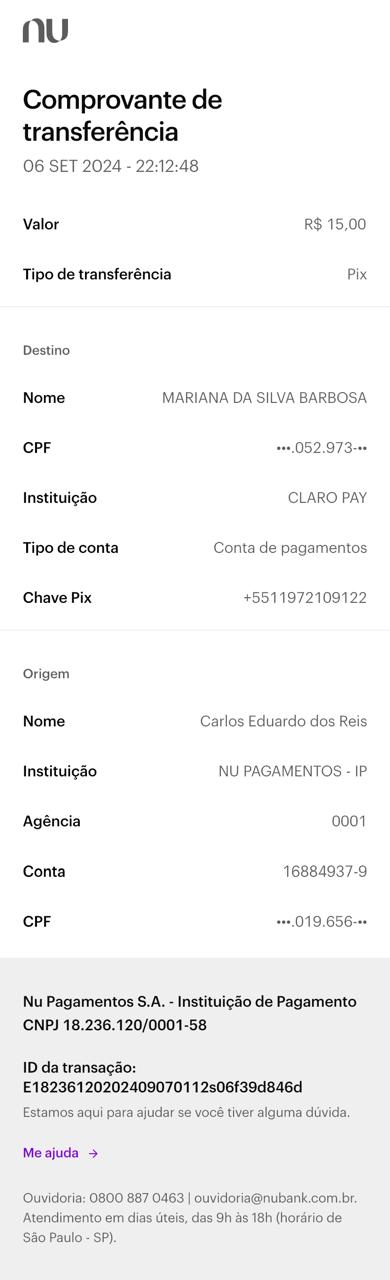 nu
Comprovante de
transferência
06 SET 2024 - 22:12:48
Valor R$ 15,00
Tipo de transferência Pix
Destino
Nome MARIANA DA SILVA BARBOSA
CPF •••.052.973-••
Instituição CLARO PAY
Tipo de conta Conta de pagamentos
Chave Pix +5511972109122
Origem
Nome Carlos Eduardo dos Reis
Instituição NU PAGAMENTOS - IP
Agência 0001
Conta 16884937-9
CPF •••.019.656-••
Nu Pagamentos S.A. - Instituição de Pagamento
CNPJ 18.236.120/0001-58
ID da transação:
E18236120202409070112s06f39d846d
Estamos aqui para ajudar se você tiver alguma dúvida.
Me ajuda →
Ouvidoria: 0800 887 0463 | ouvidoria@nubank.com.br.
Atendimento em dias úteis, das 9h às 18h (horário de
São Paulo - SP).